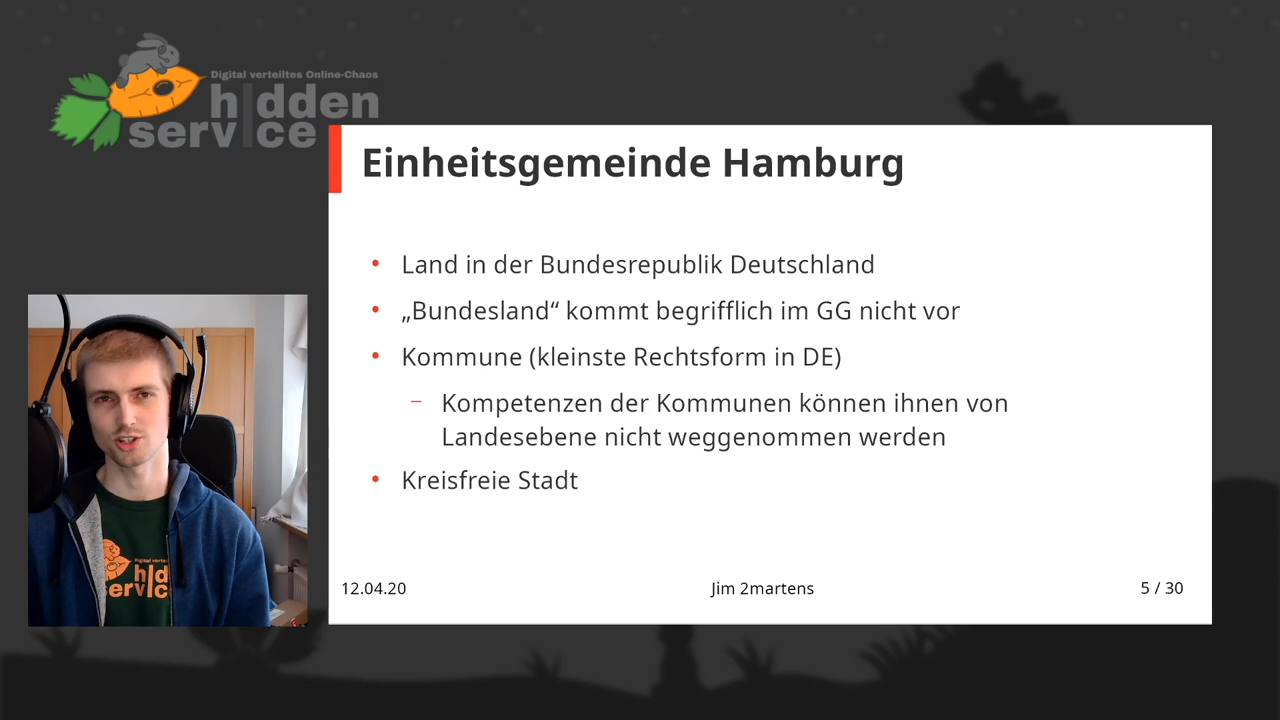 Digital verteiltes Online-Chaos
hidden
service
Einheitsgemeinde Hamburg
• Land in der Bundesrepublik Deutschland
• „Bundesland“ kommt begrifflich im GG nicht vor
• Kommune (kleinste Rechtsform in DE)
– Kompetenzen der Kommunen können ihnen von
Landesebene nicht weggenommen werden
• Kreisfreie Stadt
12.04.20
Jim 2martens
5 / 30